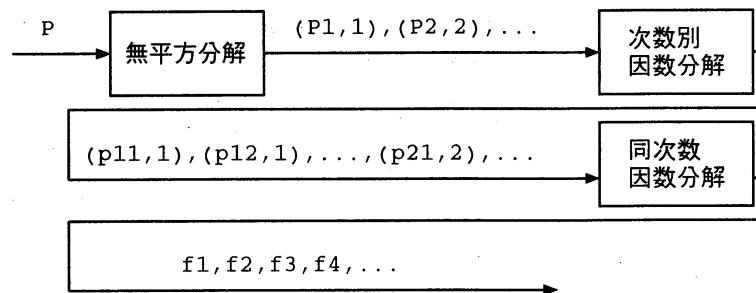 P
無平方分解
(P1,1),(P2,2),...
次数別
因数分解
(p11,1),(p12,1),...,(p21,2),...
同次数
因数分解
f1,f2,f3,f4,...